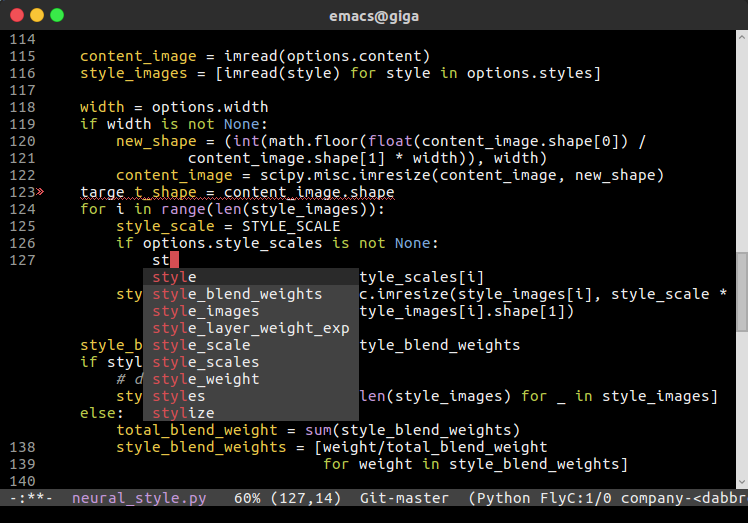 emacs@giga
114
115 content_image = imread(options.content)
116 style_images = [imread(style) for style in options.styles]
117
118 width = options.width
119 if width is not None:
120 new_shape = (int(math.floor(float(content_image.shape[0]) /
121 content_image.shape[1] * width)), width)
122 content_image = scipy.misc.imresize(content_image, new_shape)
123» targe t_shape = content_image.shape
124 for i in range(len(style_images)):
125 style_scale = STYLE_SCALE
126 if options.style_scales is not None:
127 st
style tyle_scales[i]
sty style_blend_weights c.imresize(style_images[i], style_scale *
style_images tyle_images[i].shape[1])
style_layer_weight_exp
style_b style_scale tyle_blend_weights
if styl style_scales
# d style_weight
sty styles len(style_images) for _ in style_images]
else: stylize
total_blend_weight = sum(style_blend_weights)
138 style_blend_weights = [weight/total_blend_weight
139 for weight in style_blend_weights]
140
-:**- neural_style.py 60% (127,14) Git-master (Python FlyC:1/0 company-<dabbr